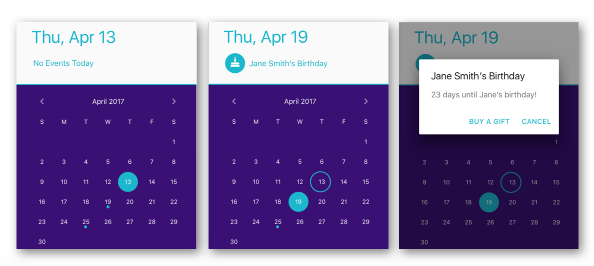 Thu, Apr 13
No Events Today
April 2017
S M T W T F S
1
2 3 4 5 6 7 8
9 10 11 12 13 14 15
16 17 18 19 20 21 22
23 24 25 26 27 28 29
30
Thu, Apr 19
Jane Smith's Birthday
April 2017
S M T W T F S
1
2 3 4 5 6 7 8
9 10 11 12 13 14 15
16 17 18 19 20 21 22
23 24 25 26 27 28 29
30
Thu, Apr 19
Jane Smith's Birthday
23 days until Jane's birthday!
BUY A GIFT CANCEL
1
2 3 4 5 6 7 8
9 10 11 12 13 14 15
16 17 18 19 20 21 22
23 24 25 26 27 28 29
30